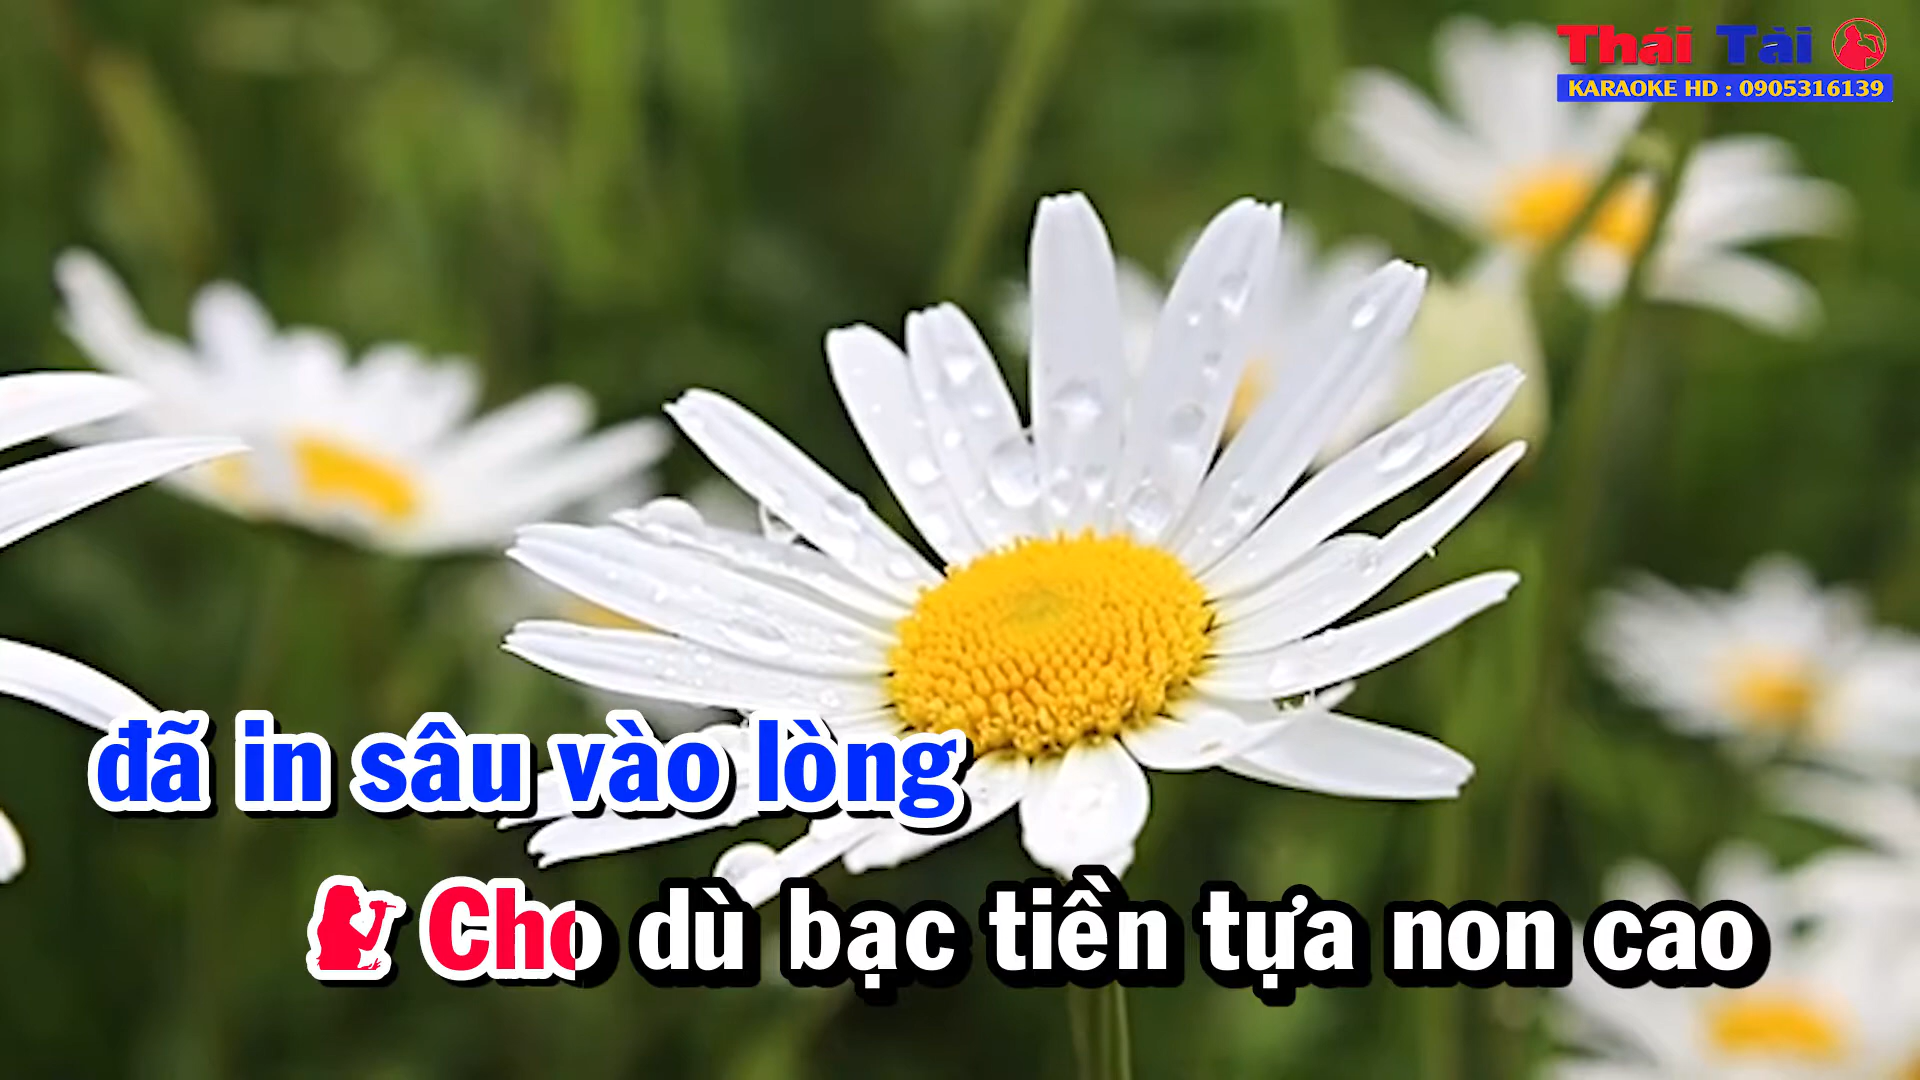 Thái Tài
KARAOKE HD : 0905316139
đã in sâu vào lòng
Cho dù bạc tiền tựa non cao